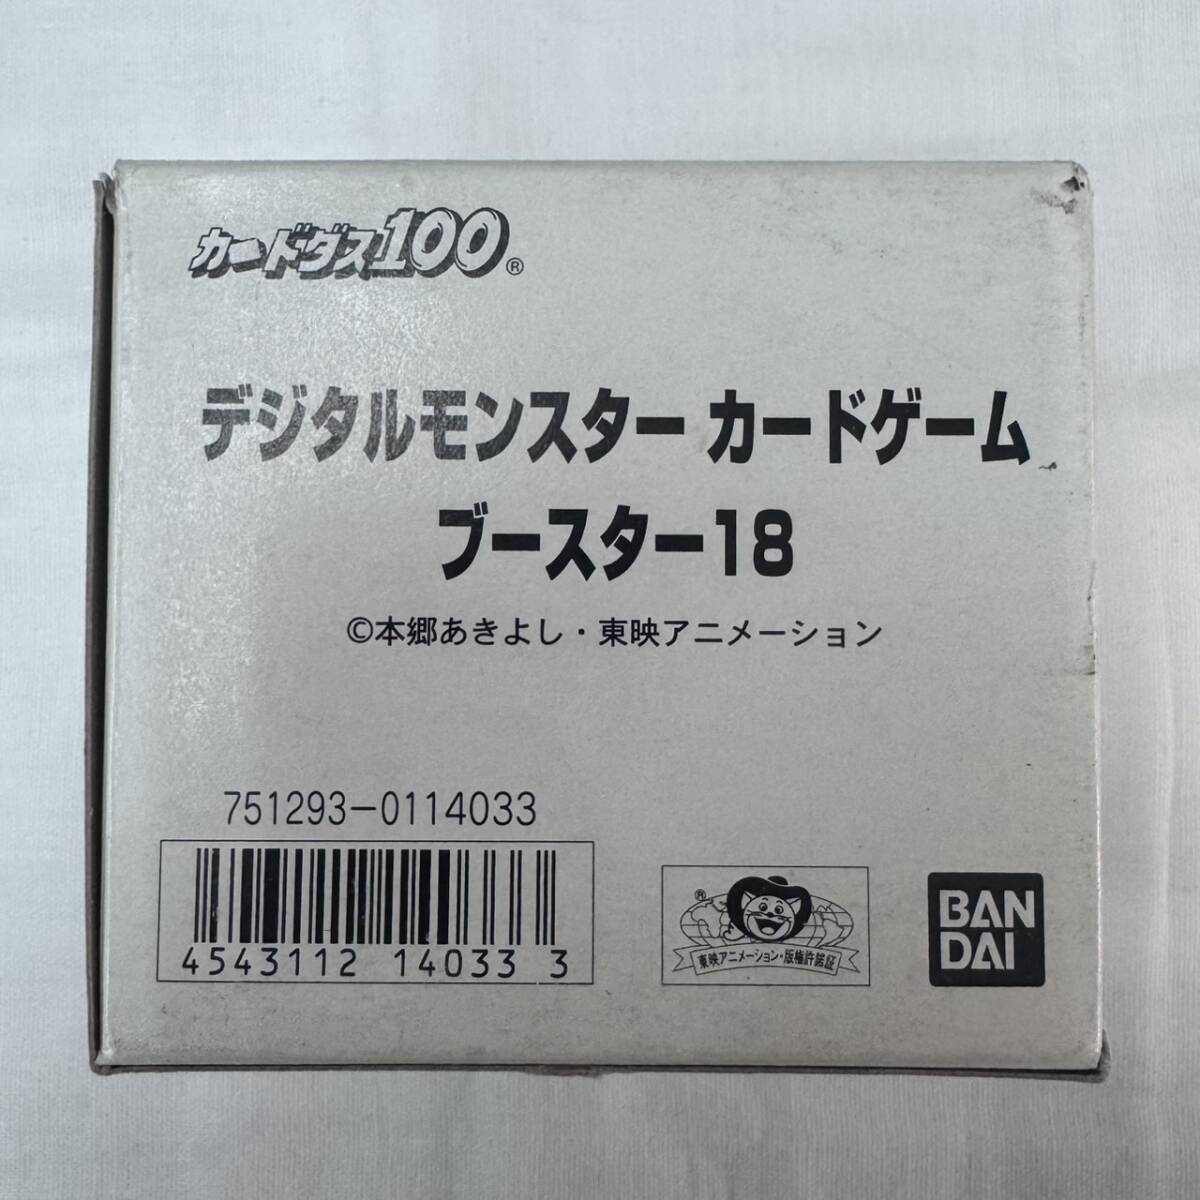 カードダス100®
デジタルモンスター カードゲーム
ブースター18
©本郷あきよし・東映アニメーション
751293-0114033
4543112 14033 3
®
東映アニメーション・版権許諾証
BAN
DAI